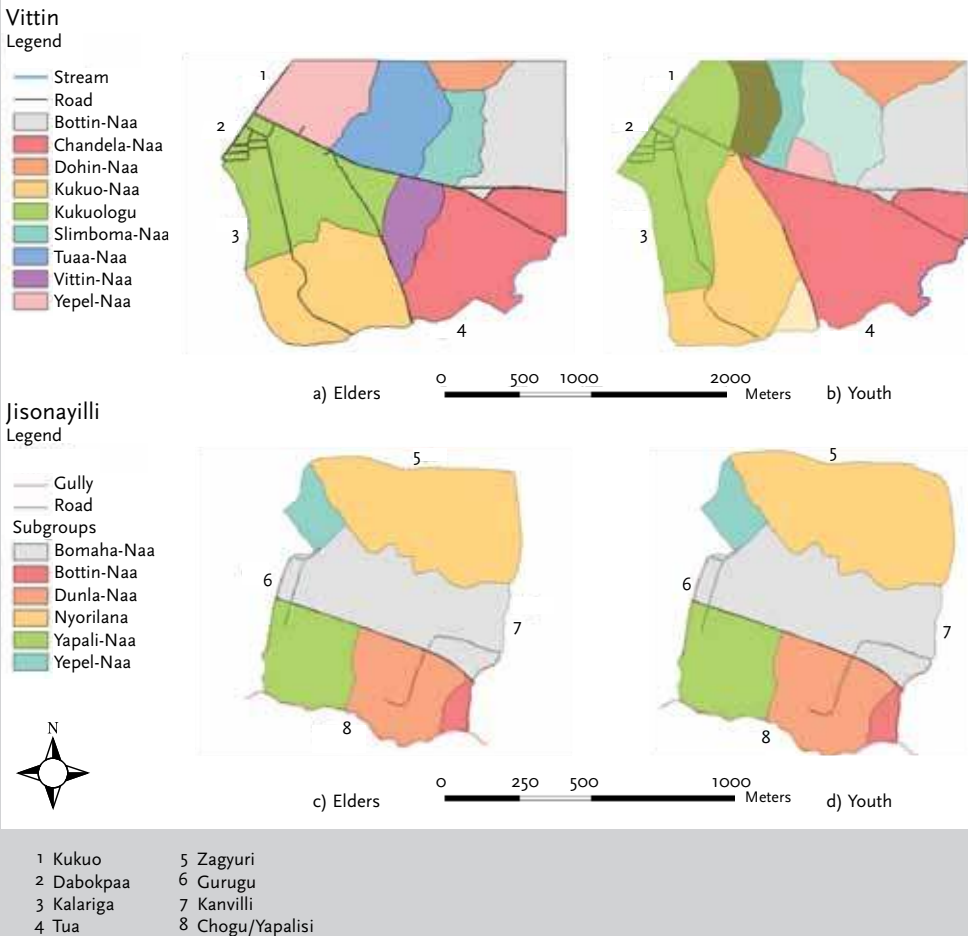 Vittin
Legend
Stream
Road
Bottin-Naa
Chandela-Naa
Dohin-Naa
Kukuo-Naa
Kukuologu
Slimboma-Naa
Tuaa-Naa
Vittin-Naa
Yepel-Naa
1
2
3
4
1
2
3
4
a) Elders
0 500 1000 2000
Meters
b) Youth
Jisonayilli
Legend
Gully
Road
Subgroups
Bomaha-Naa
Bottin-Naa
Dunla-Naa
Nyorilana
Yapali-Naa
Yepel-Naa
N
5
6
7
8
5
6
7
8
c) Elders
0 250 500 1000
Meters
d) Youth
1 Kukuo
2 Dabokpaa
3 Kalariga
4 Tua
5 Zagyuri
6 Gurugu
7 Kanvilli
8 Chogu/Yapalisi